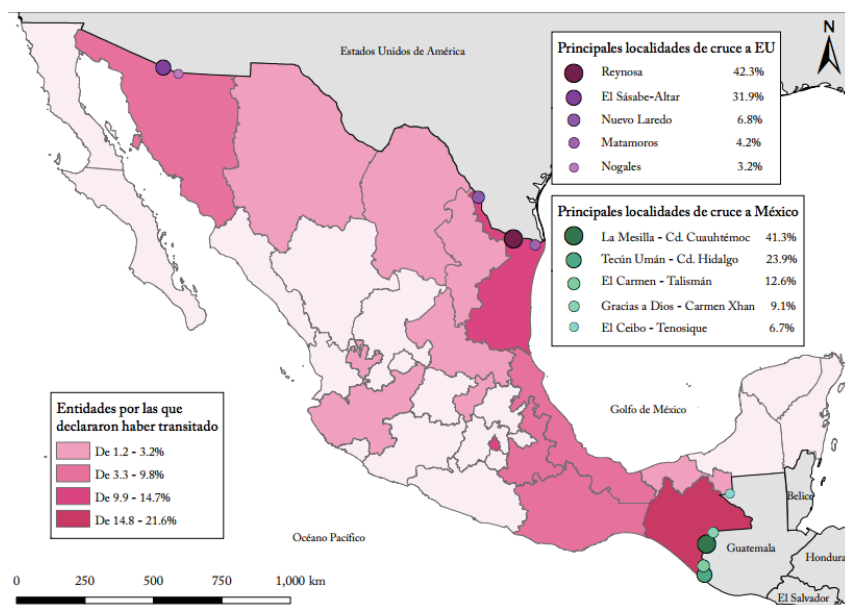 Estados Unidos de América
N
Principales localidades de cruce a EU
Reynosa 42.3%
El Sásabe-Altar 31.9%
Nuevo Laredo 6.8%
Matamoros 4.2%
Nogales 3.2%
Principales localidades de cruce a México
La Mesilla - Cd. Cuauhtémoc 41.3%
Tecún Umán - Cd. Hidalgo 23.9%
El Carmen - Talismán 12.6%
Gracias a Dios - Carmen Xhan 9.1%
El Ceibo - Tenosique 6.7%
Entidades por las que
declararon haber transitado
De 1.2 - 3.2%
De 3.3 - 9.8%
De 9.9 - 14.7%
De 14.8 - 21.6%
Golfo de México
Belice
Océano Pacífico
Guatemala
Hondura
El Salvador
0 250 500 750 1,000 km